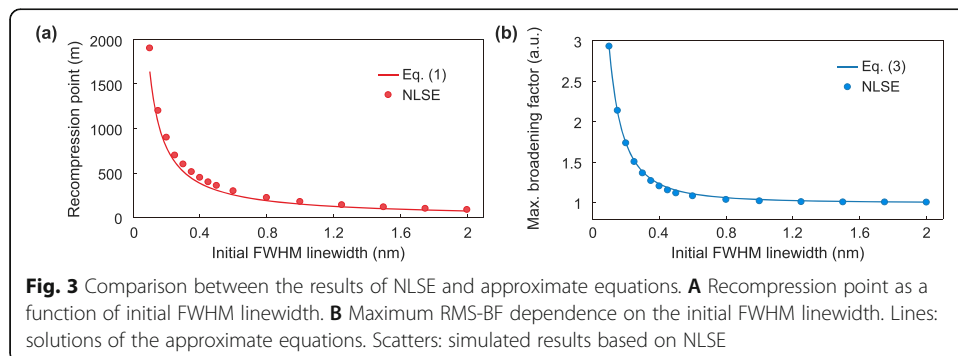 (a)
Recompression point (m)
2000
1500
1000
500
0
Eq. (1)
NLSE
0 0.4 0.8 1.2 1.6 2
Initial FWHM linewidth (nm)
(b)
Max. broadening factor (a.u.)
3
2.5
2
1.5
1
Eq. (3)
NLSE
0 0.4 0.8 1.2 1.6 2
Initial FWHM linewidth (nm)
Fig. 3 Comparison between the results of NLSE and approximate equations. A Recompression point as a
function of initial FWHM linewidth. B Maximum RMS-BF dependence on the initial FWHM linewidth. Lines:
solutions of the approximate equations. Scatters: simulated results based on NLSE